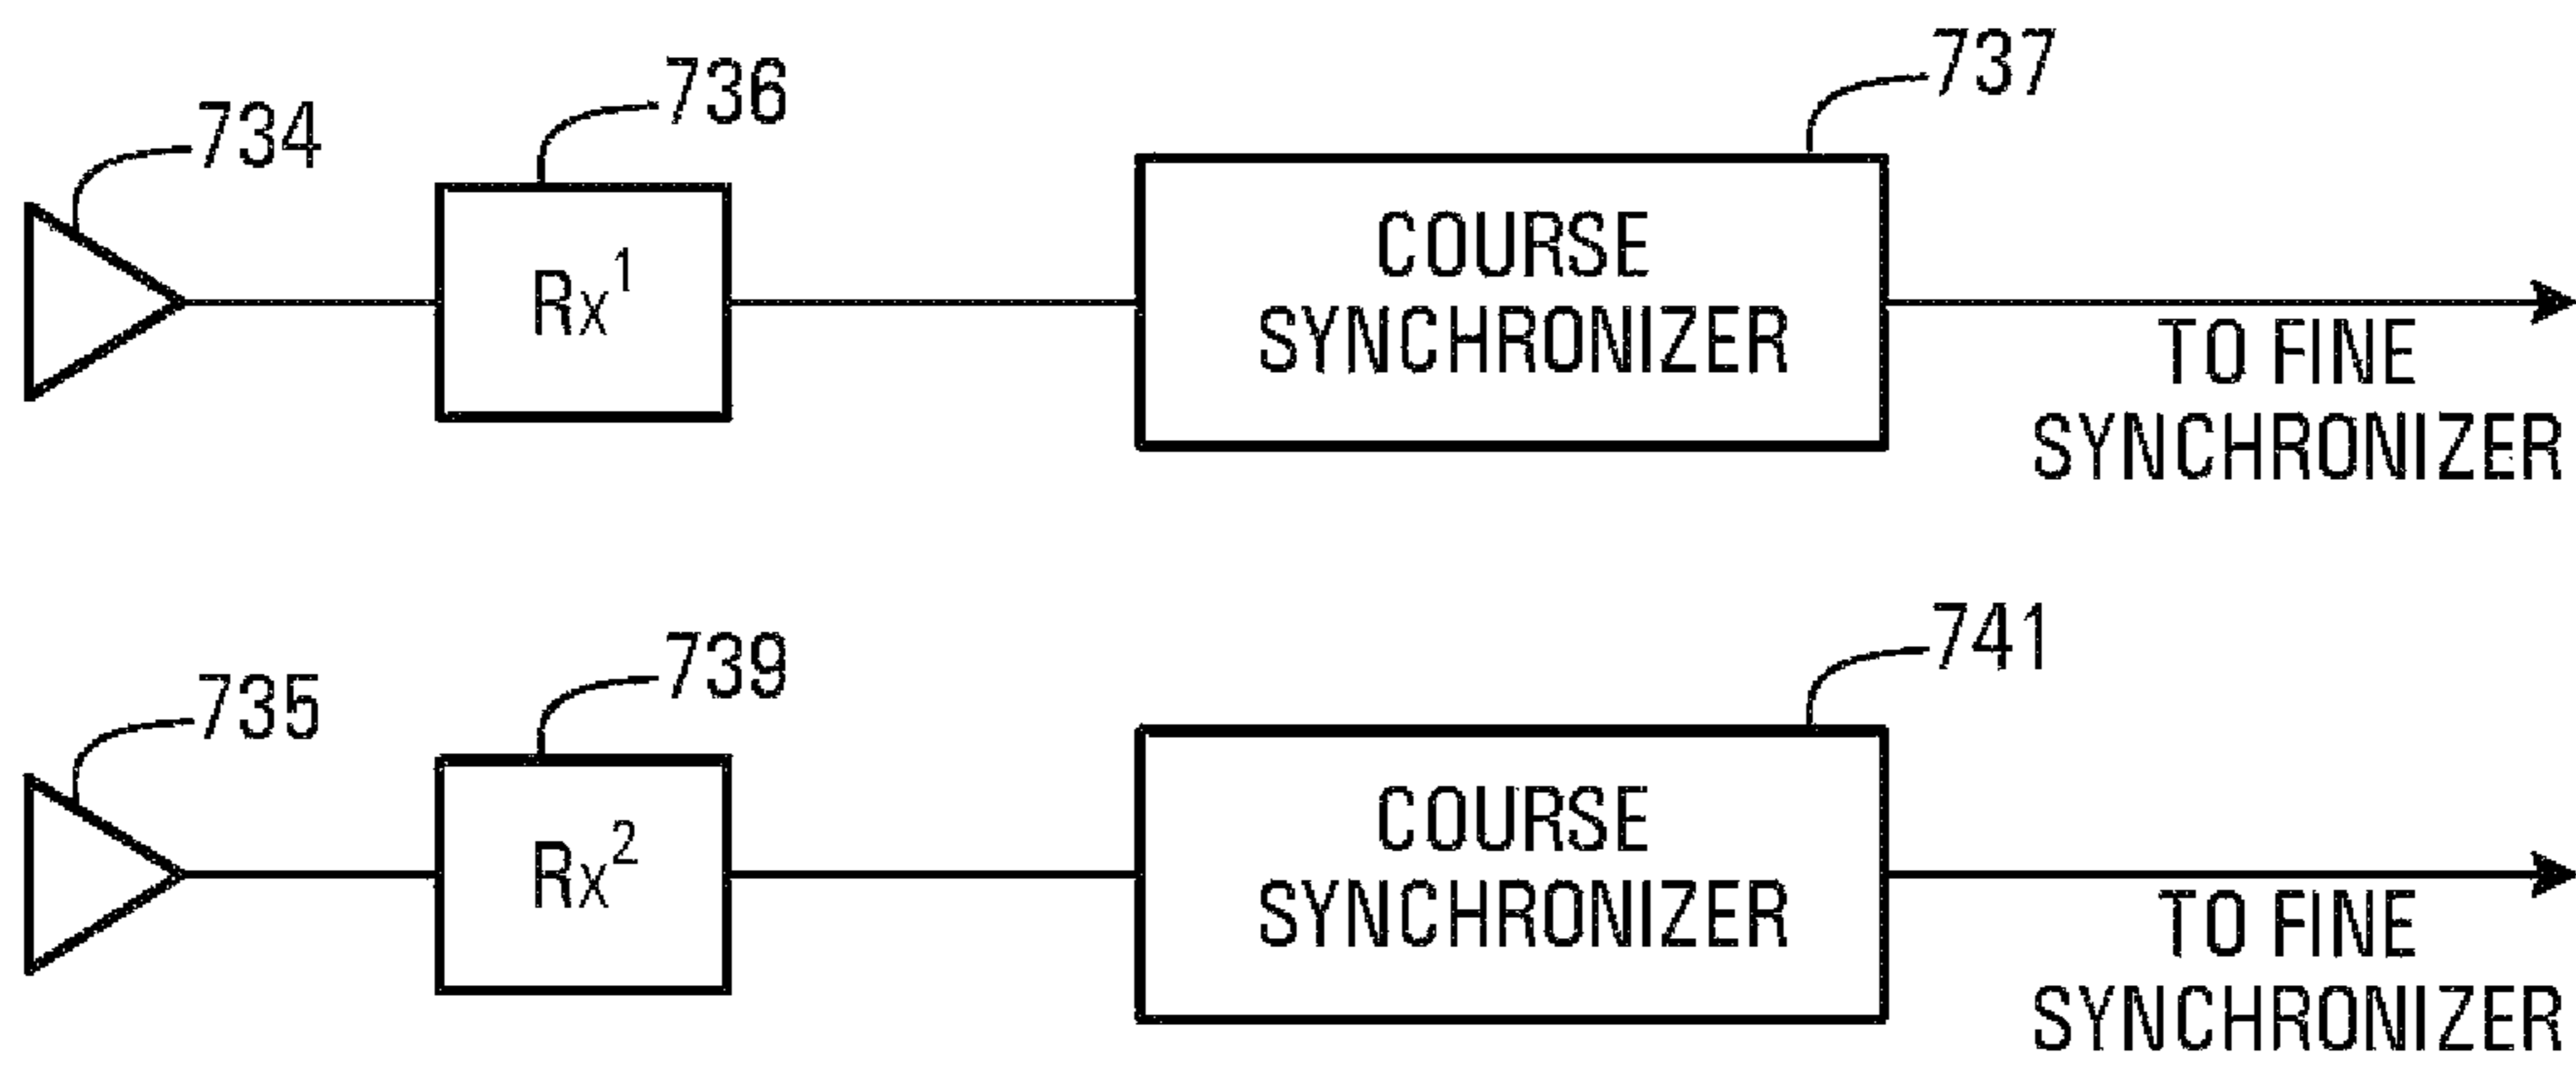 737
736
734
Rx¹
COURSE
SYNCHRONIZER
TO FINE
SYNCHRONIZER
741
739
735
Rx²
COURSE
SYNCHRONIZER
TO FINE
SYNCHRONIZER